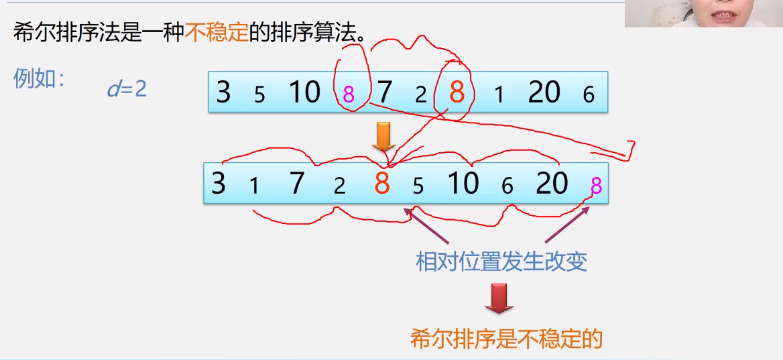 希尔排序法是一种不稳定的排序算法。
例如: d=2
3 5 10 8 7 2 8 1 20 6
3 1 7 2 8 5 10 6 20 8
相对位置发生改变
希尔排序是不稳定的